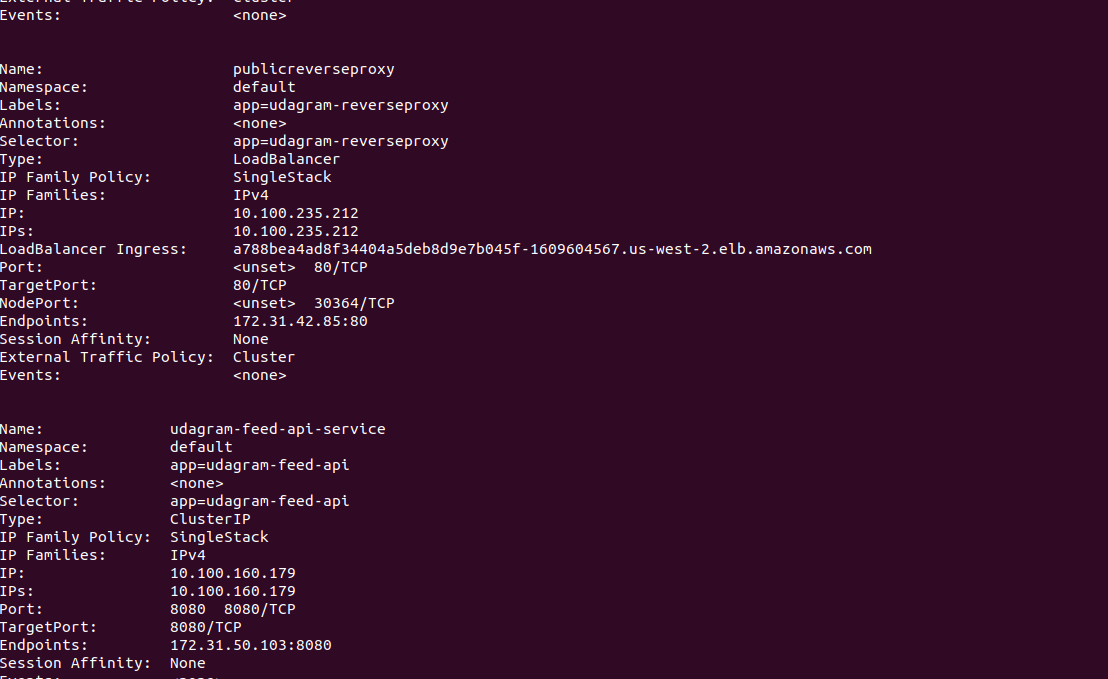 External Traffic Policy:  Cluster
Events:                   <none>
Name:                     publicreverseproxy
Namespace:                default
Labels:                   app=udagram-reverseproxy
Annotations:              <none>
Selector:                 app=udagram-reverseproxy
Type:                     LoadBalancer
IP Family Policy:         SingleStack
IP Families:              IPv4
IP:                       10.100.235.212
IPs:                      10.100.235.212
LoadBalancer Ingress:     a788bea4ad8f34404a5deb8d9e7b045f-1609604567.us-west-2.elb.amazonaws.com
Port:                     <unset>  80/TCP
TargetPort:               80/TCP
NodePort:                 <unset>  30364/TCP
Endpoints:                172.31.42.85:80
Session Affinity:         None
External Traffic Policy:  Cluster
Events:                   <none>
Name:              udagram-feed-api-service
Namespace:         default
Labels:            app=udagram-feed-api
Annotations:       <none>
Selector:          app=udagram-feed-api
Type:              ClusterIP
IP Family Policy:  SingleStack
IP Families:       IPv4
IP:                10.100.160.179
IPs:               10.100.160.179
Port:              8080  8080/TCP
TargetPort:        8080/TCP
Endpoints:         172.31.50.103:8080
Session Affinity:  None
Events:            <none>